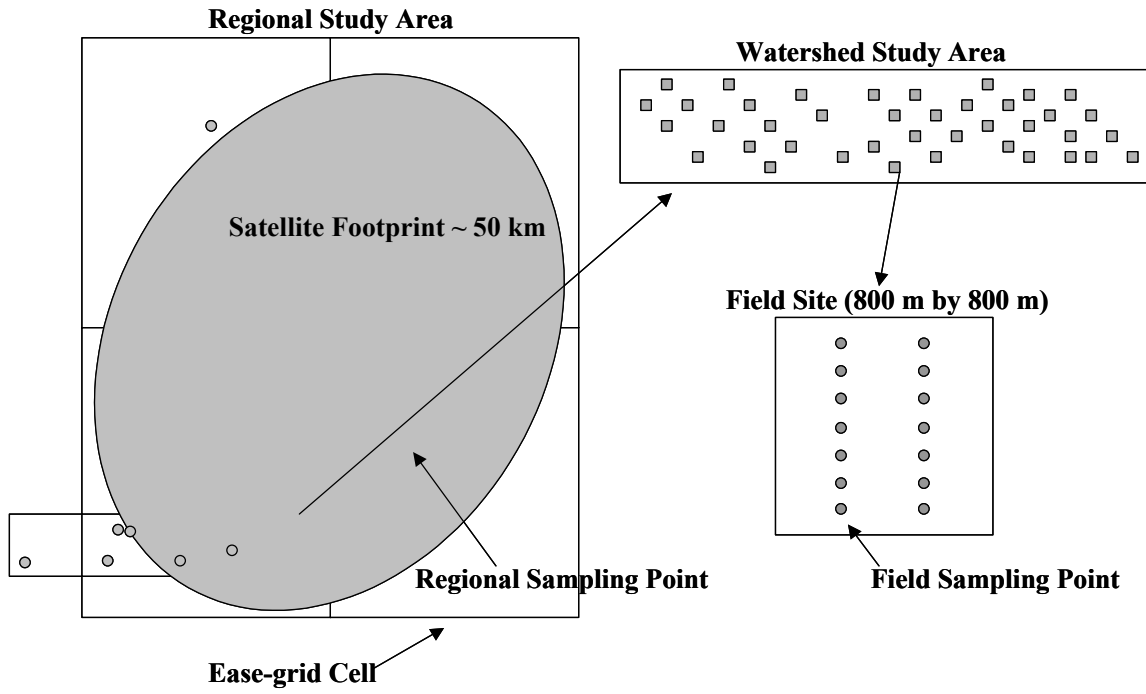 Regional Study Area
Watershed Study Area
Satellite Footprint ~ 50 km
Field Site (800 m by 800 m)
Regional Sampling Point
Field Sampling Point
Ease-grid Cell